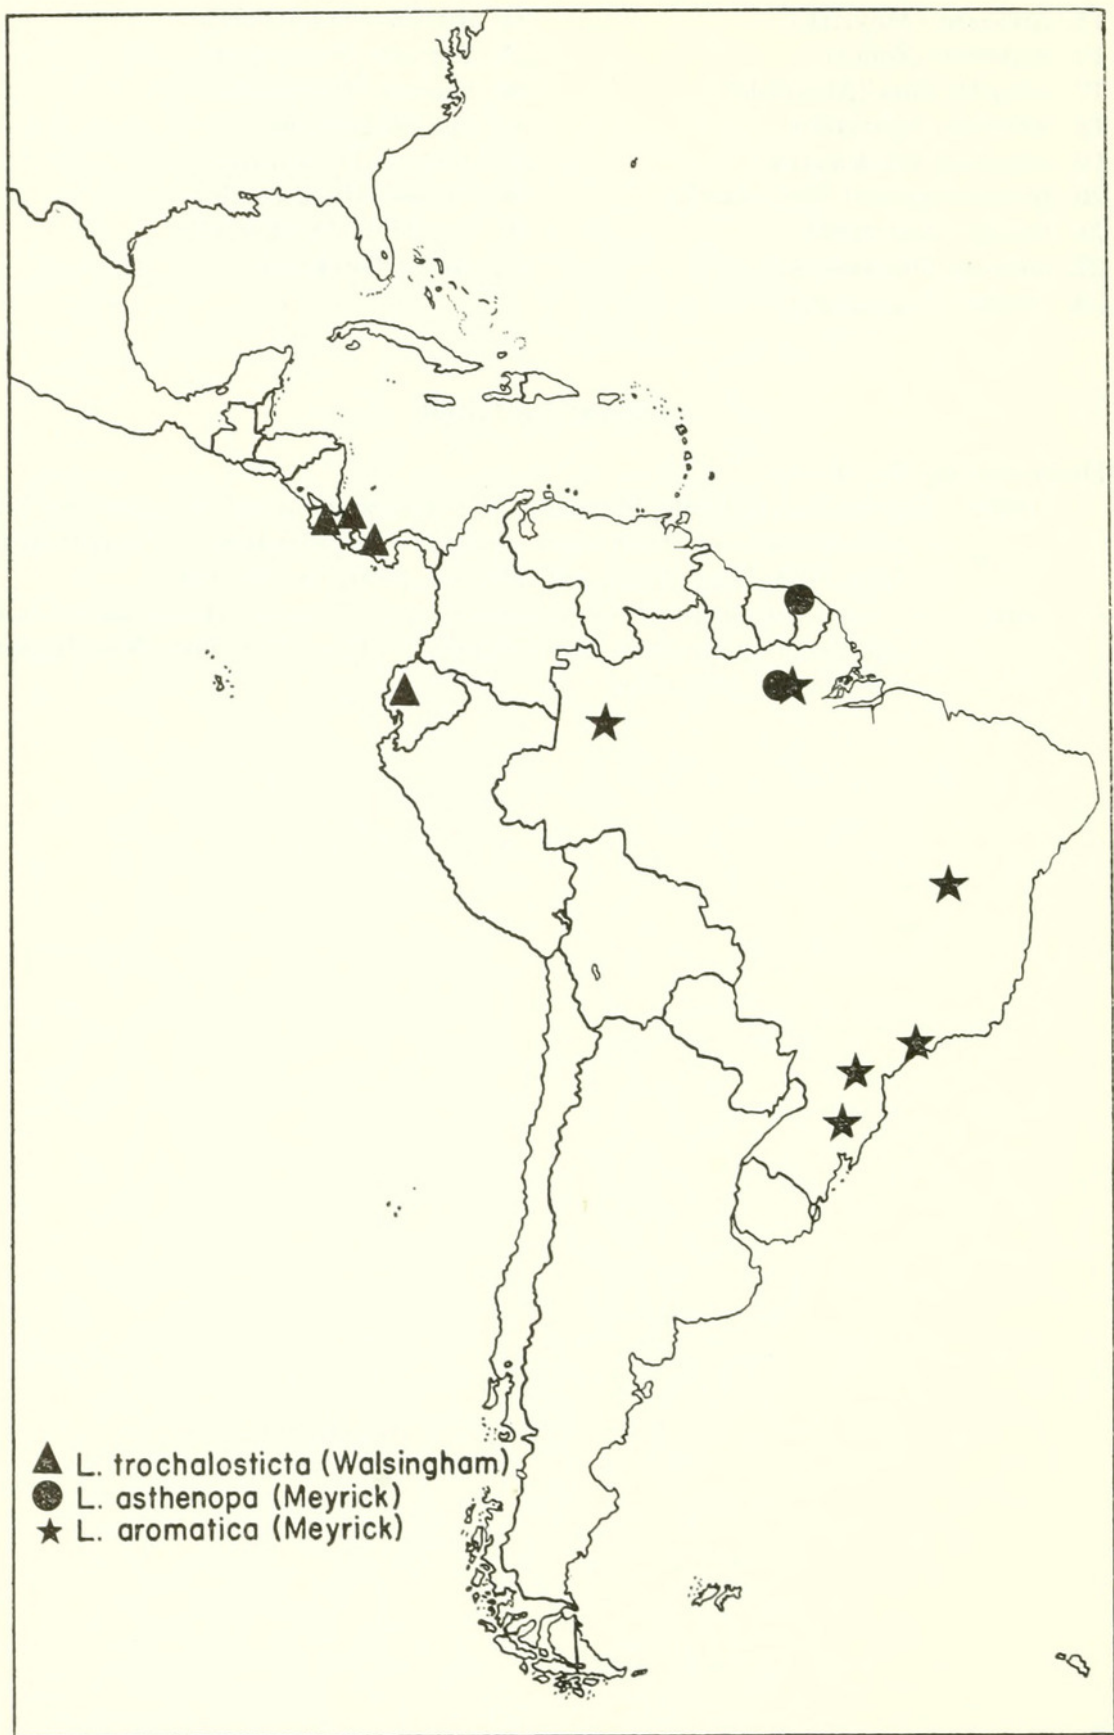 L. trochalosticta (Walsingham)
L. asthenopa (Meyrick)
L. aromatica (Meyrick)